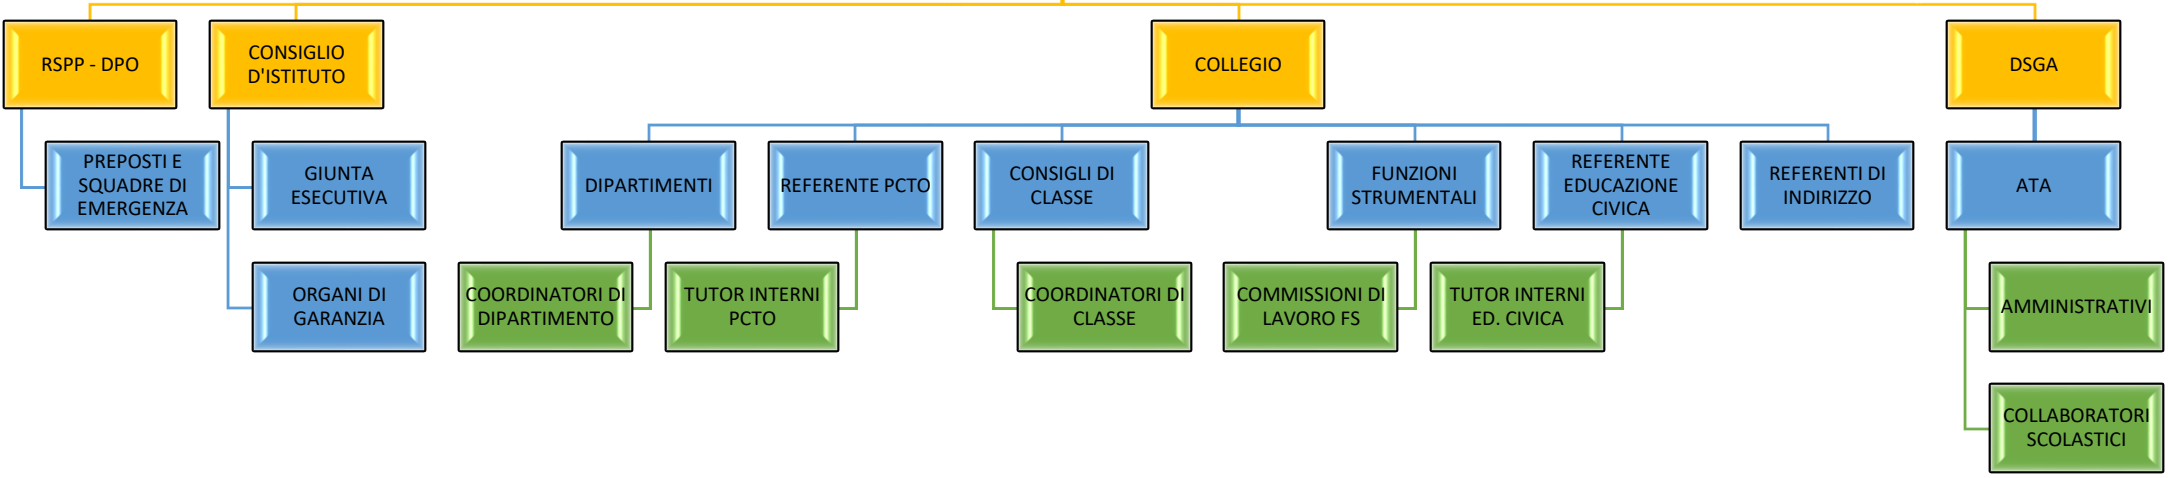 RSPP - DPO
CONSIGLIO
D'ISTITUTO
COLLEGIO
DSGA
PREPOSTI E
SQUADRE DI
EMERGENZA
GIUNTA
ESECUTIVA
DIPARTIMENTI
REFERENTE PCTO
CONSIGLI DI
CLASSE
FUNZIONI
STRUMENTALI
REFERENTE
EDUCAZIONE
CIVICA
REFERENTI DI
INDIRIZZO
ATA
ORGANI DI
GARANZIA
COORDINATORI DI
DIPARTIMENTO
TUTOR INTERNI
PCTO
COORDINATORI DI
CLASSE
COMMISSIONI DI
LAVORO FS
TUTOR INTERNI
ED. CIVICA
AMMINISTRATIVI
COLLABORATORI
SCOLASTICI